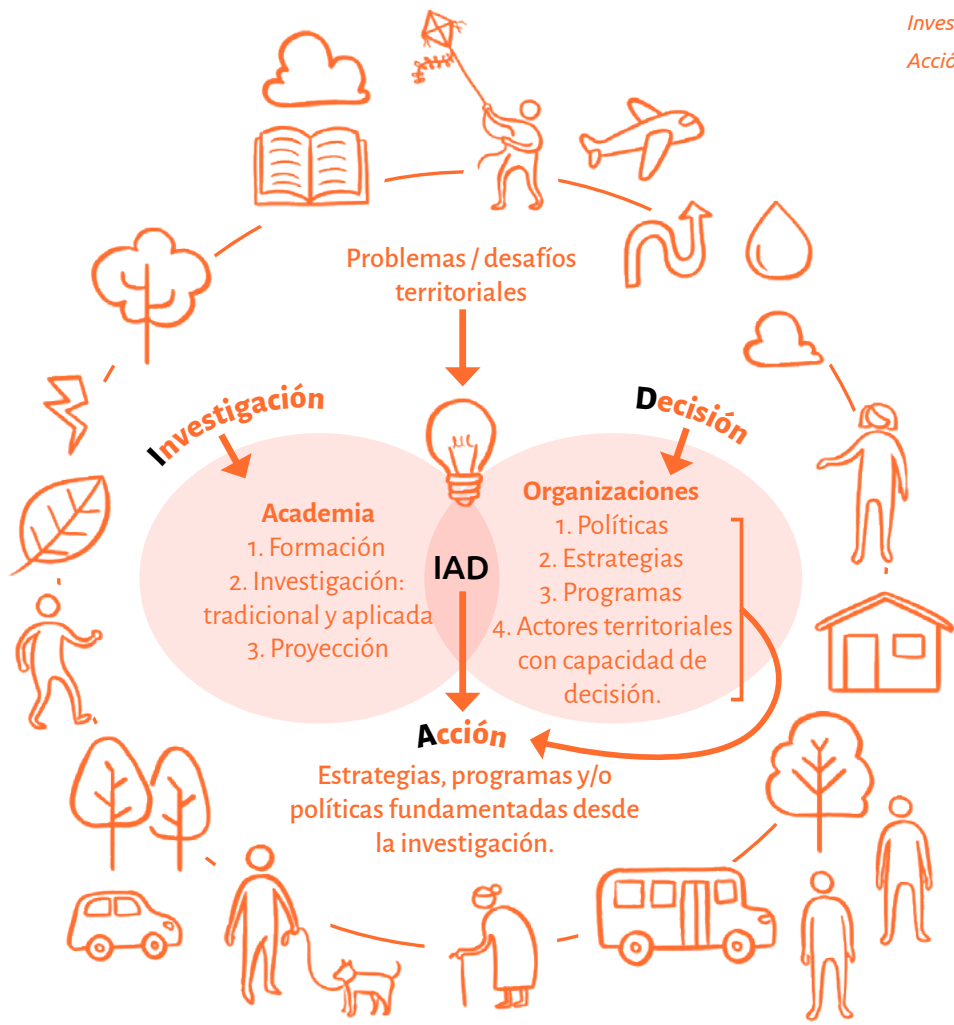 Problemas / desafíos
territoriales
Investigación
Decisión
Academia
1. Formación
2. Investigación:
tradicional y aplicada
3. Proyección
IAD
Organizaciones
1. Políticas
2. Estrategias
3. Programas
4. Actores territoriales
con capacidad de
decisión.
Acción
Estrategias, programas y/o
políticas fundamentadas desde
la investigación.